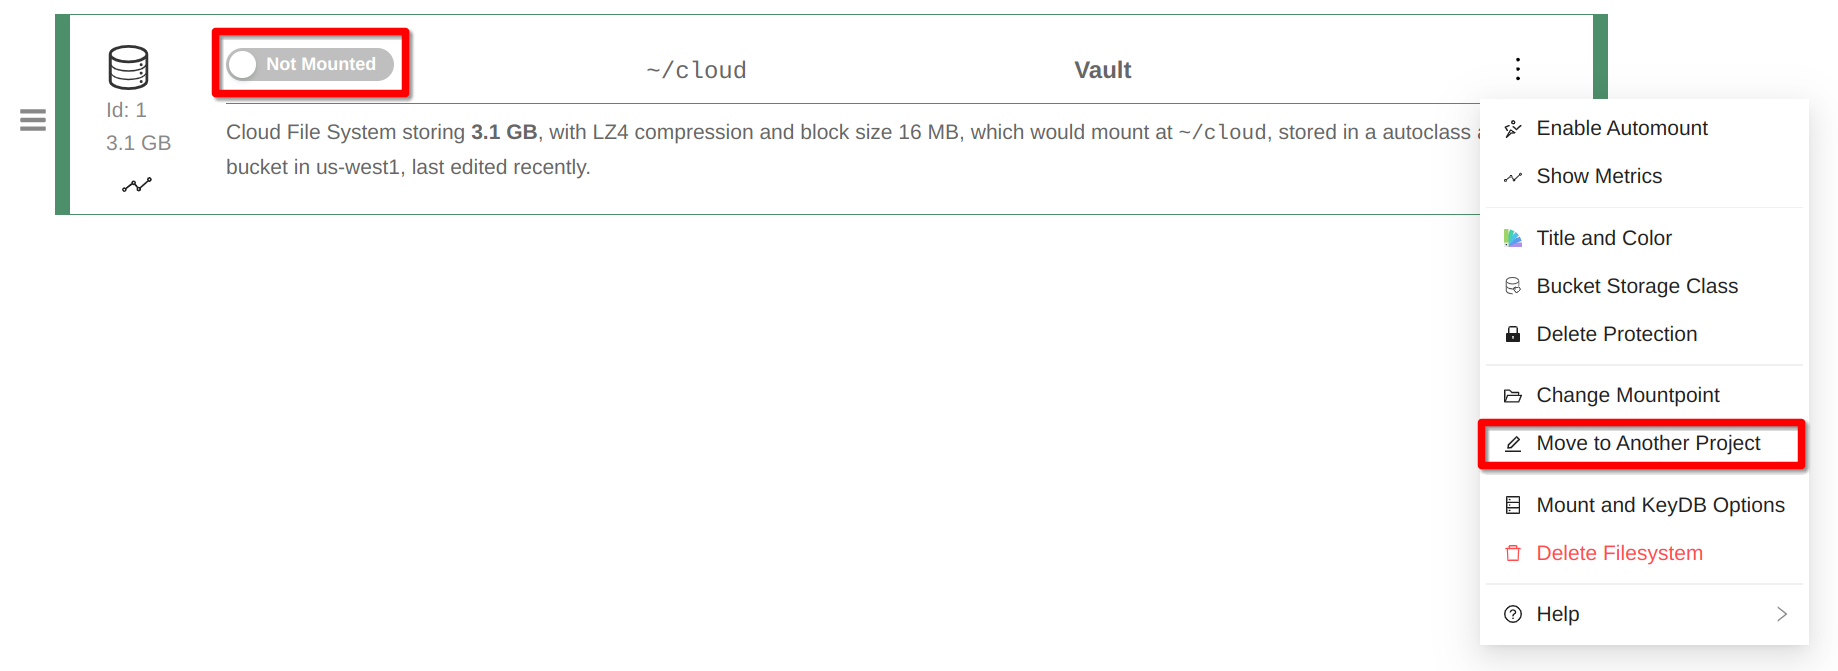 Not Mounted
~/cloud
Vault
Id: 1
3.1 GB
Cloud File System storing 3.1 GB, with LZ4 compression and block size 16 MB, which would mount at ~/cloud, stored in a autoclass
bucket in us-west1, last edited recently.
Enable Automount
Show Metrics
Title and Color
Bucket Storage Class
Delete Protection
Change Mountpoint
Move to Another Project
Mount and KeyDB Options
Delete Filesystem
Help